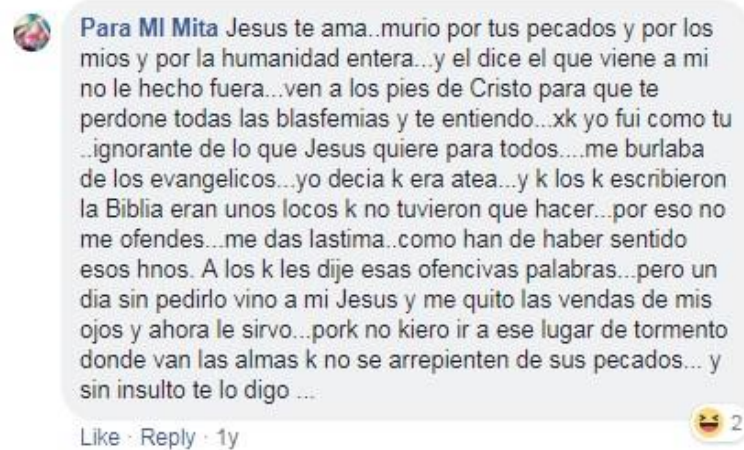 Para MI Mita Jesus te ama..murio por tus pecados y por los
mios y por la humanidad entera...y el dice el que viene a mi
no le hecho fuera...ven a los pies de Cristo para que te
perdone todas las blasfemias y te entiendo...xk yo fui como tu
..ignorante de lo que Jesus quiere para todos....me burlaba
de los evangelicos...yo decia k era atea...y k los k escribieron
la Biblia eran unos locos k no tuvieron que hacer...por eso no
me ofendes...me das lastima..como han de haber sentido
esos hnos. A los k les dije esas ofencivas palabras...pero un
dia sin pedirlo vino a mi Jesus y me quito las vendas de mis
ojos y ahora le sirvo...pork no kiero ir a ese lugar de tormento
donde van las almas k no se arrepienten de sus pecados... y
sin insulto te lo digo ...
2
Like · Reply · 1y